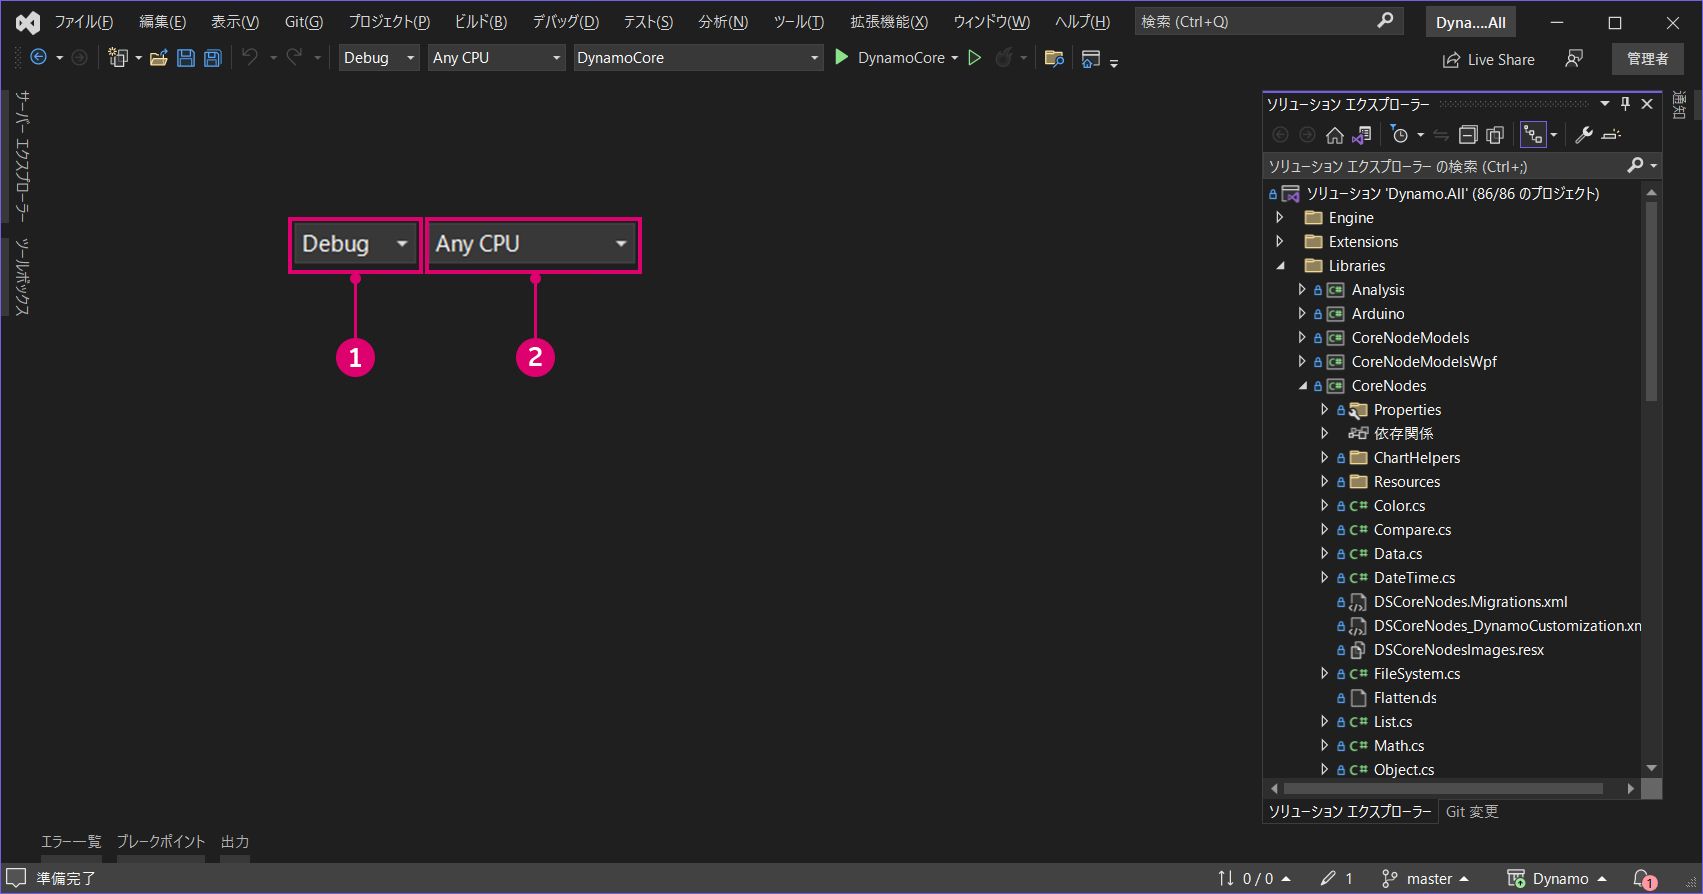 ファイル(F) 編集(E) 表示(V) Git(G) プロジェクト(P) ビルド(B) デバッグ(D) テスト(S) 分析(N) ツール(T) 拡張機能(X) ウィンドウ(W) ヘルプ(H) 検索 (Ctrl+Q) Dyna....All
Debug Any CPU DynamoCore DynamoCore Live Share 管理者
サーバー エクスプローラー
ツールボックス
Debug Any CPU
1 2
ソリューション エクスプローラー
ソリューション エクスプローラー の検索 (Ctrl+;)
ソリューション 'Dynamo.All' (86/86 のプロジェクト)
Engine
Extensions
Libraries
C# Analysis
C# Arduino
C# CoreNodeModels
C# CoreNodeModelsWpf
C# CoreNodes
Properties
依存関係
ChartHelpers
Resources
C# Color.cs
C# Compare.cs
C# Data.cs
C# DateTime.cs
DSCoreNodes.Migrations.xml
DSCoreNodes_DynamoCustomization.xm
DSCoreNodesImages.resx
C# FileSystem.cs
Flatten.ds
C# List.cs
C# Math.cs
C# Object.cs
ソリューション エクスプローラー Git 変更
通知
エラー一覧 ブレークポイント 出力
準備完了 0 / 0 1 master Dynamo 1